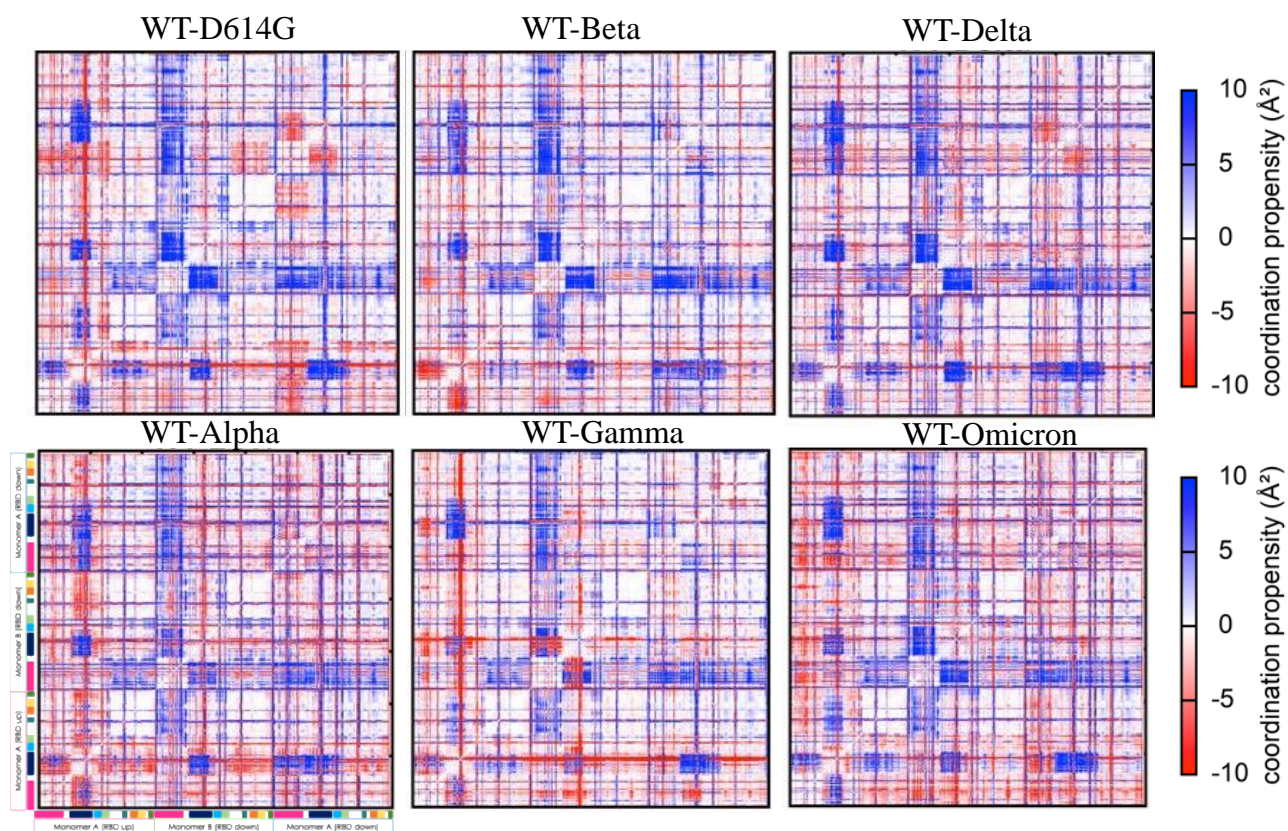 WT-D614G
WT-Beta
WT-Delta
10
5
0
-5
-10
coordination propensity (Å²)
WT-Alpha
WT-Gamma
WT-Omicron
10
5
0
-5
-10
coordination propensity (Å²)
Monomer A (RBD down)
Monomer B (RBD down)
Monomer A (RBD up)
Monomer A (RBD up)
Monomer B (RBD down)
Monomer A (RBD down)